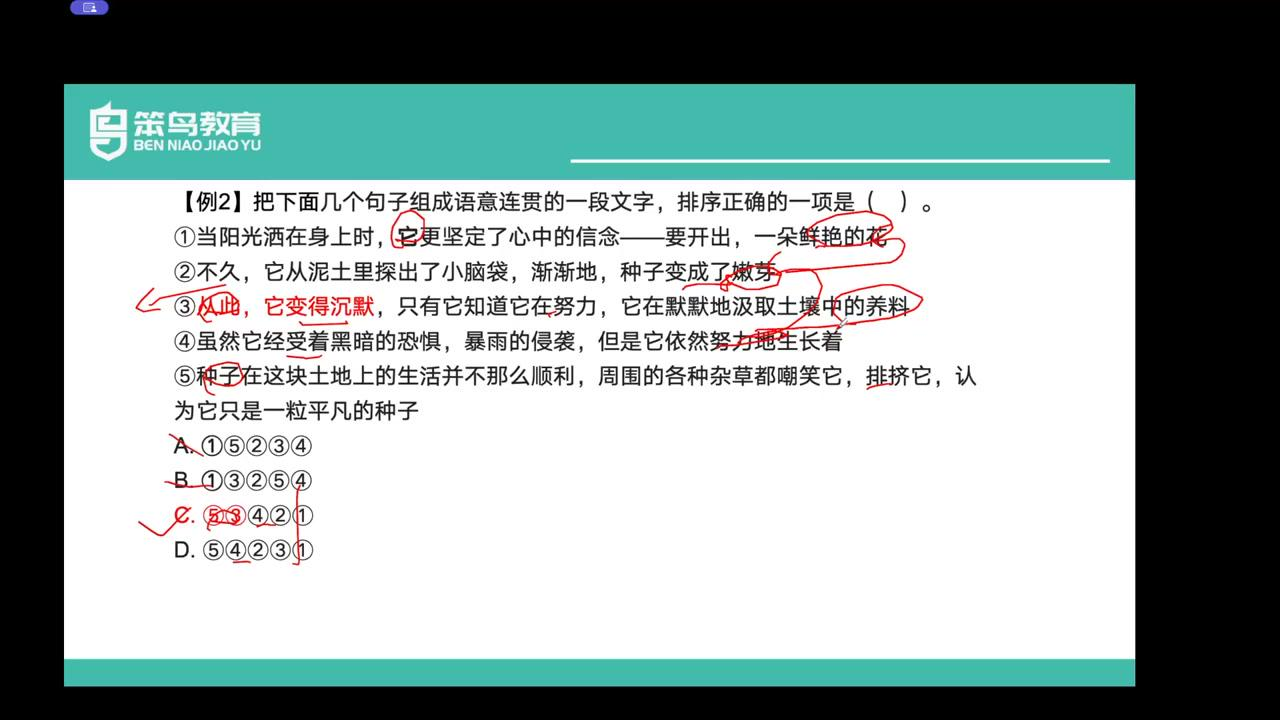 笨鸟教育
BEN NIAO JIAO YU
【例2】把下面几个句子组成语意连贯的一段文字，排序正确的一项是（　）。
①当阳光洒在身上时，它更坚定了心中的信念——要开出，一朵鲜艳的花
②不久，它从泥土里探出了小脑袋，渐渐地，种子变成了嫩芽
③从此，它变得沉默，只有它知道它在努力，它在默默地汲取土壤中的养料
④虽然它经受着黑暗的恐惧，暴雨的侵袭，但是它依然努力地生长着
⑤种子在这块土地上的生活并不那么顺利，周围的各种杂草都嘲笑它，排挤它，认
为它只是一粒平凡的种子
A. ①⑤②③④
B. ①③②⑤④
C. ⑤③④②①
D. ⑤④②③①